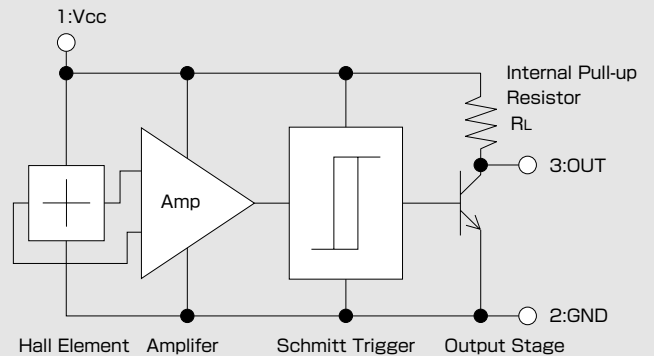 1:Vcc
Internal Pull-up
Resistor
RL
3:OUT
Amp
2:GND
Hall Element Amplifer Schmitt Trigger Output Stage